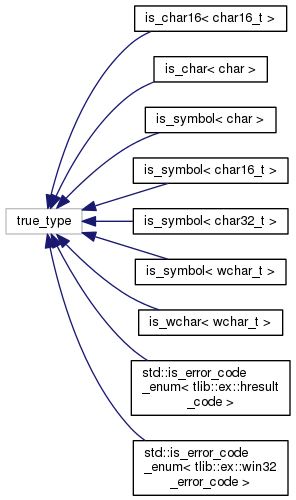 is_char16< char16_t >
is_char< char >
is_symbol< char >
is_symbol< char16_t >
true_type
is_symbol< char32_t >
is_symbol< wchar_t >
is_wchar< wchar_t >
std::is_error_code
_enum< tlib::ex::hresult
_code >
std::is_error_code
_enum< tlib::ex::win32
_error_code >